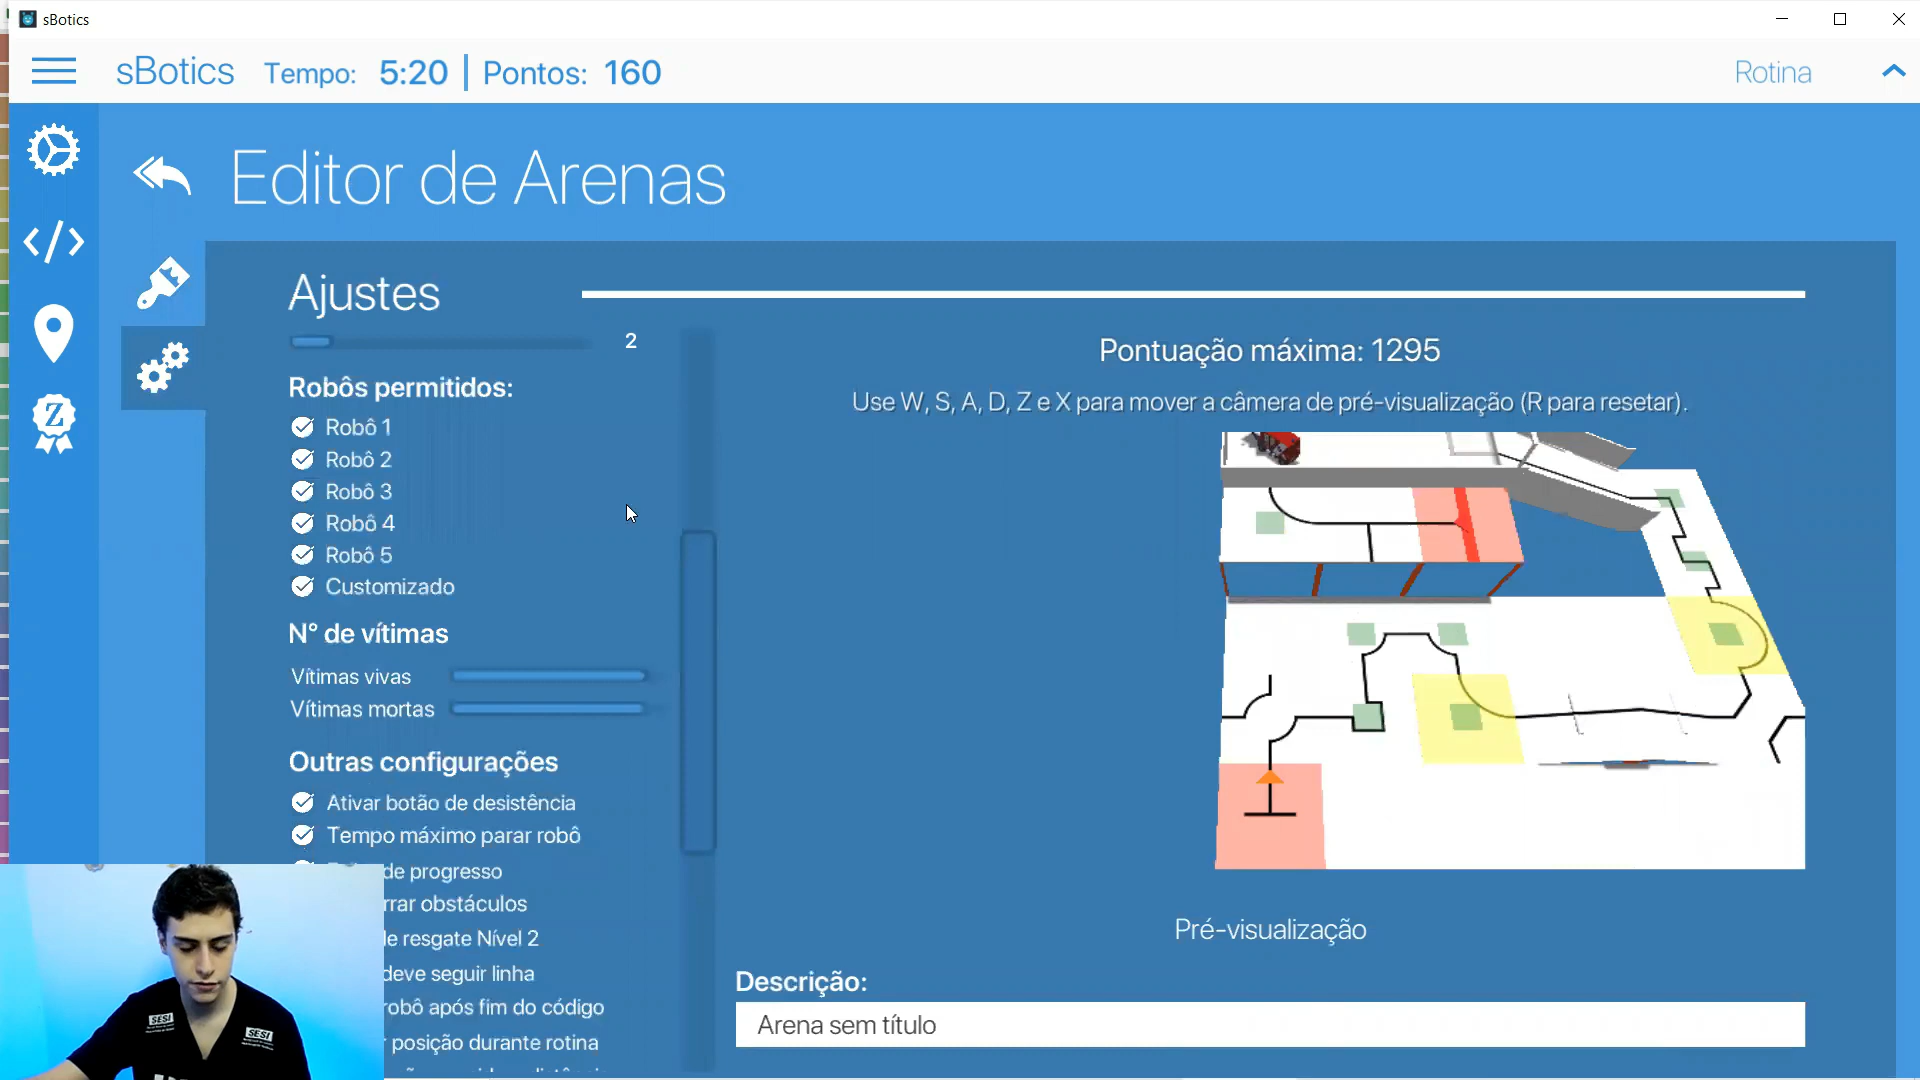 sBotics
sBotics Tempo: 5:20 | Pontos: 160
Rotina
Editor de Arenas
Ajustes
2
Robôs permitidos:
Robô 1
Robô 2
Robô 3
Robô 4
Robô 5
Customizado
N° de vítimas
Vítimas vivas
Vítimas mortas
Outras configurações
Ativar botão de desistência
Tempo máximo parar robô
de progresso
rrar obstáculos
de resgate Nível 2
deve seguir linha
robô após fim do código
posição durante rotina
Pontuação máxima: 1295
Use W, S, A, D, Z e X para mover a câmera de pré-visualização (R para resetar).
Pré-visualização
Descrição:
Arena sem título
Z
SESI
SESI